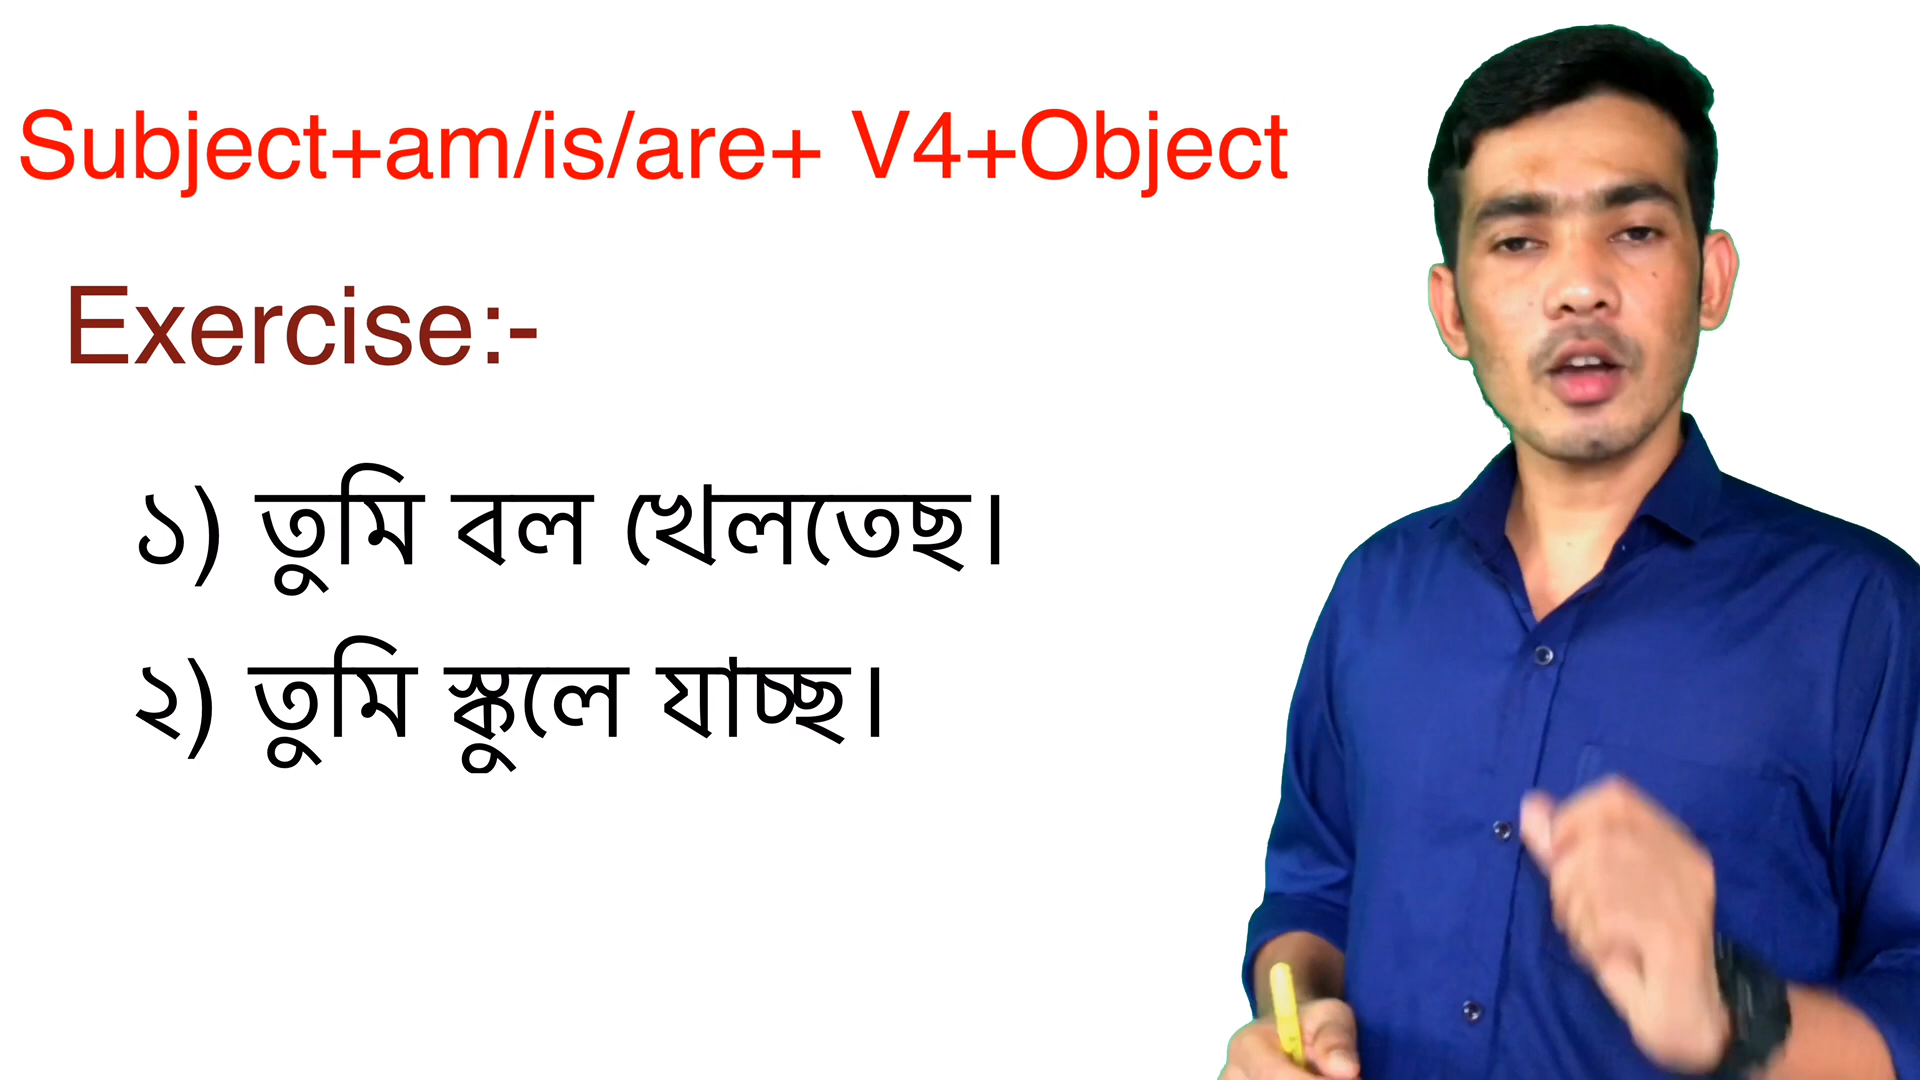 Subject+am/is/are+ V4+Object
Exercise:-
১) তুমি বল খেলতেছ।
২) তুমি স্কুলে যাচ্ছ।